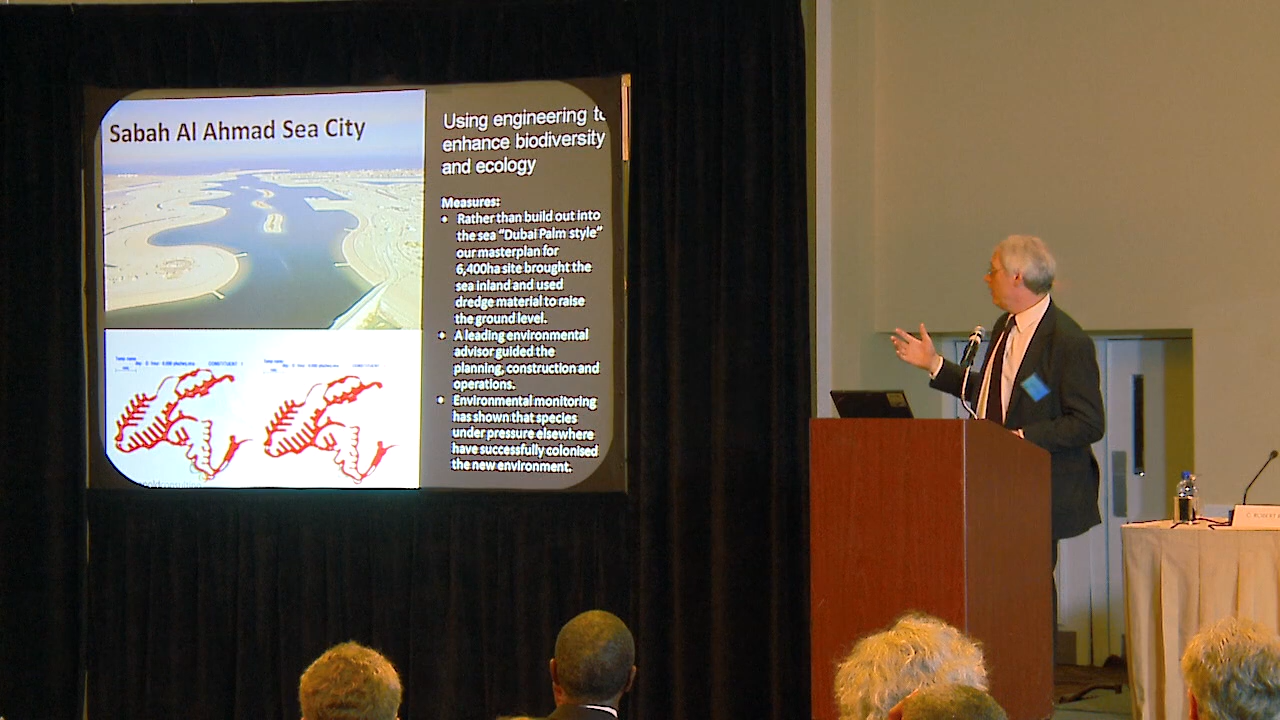 Sabah Al Ahmad Sea City
Using engineering to
enhance biodiversity
and ecology
Measures:
• Rather than build out into
the sea "Dubai Palm style"
our masterplan for
6,400ha site brought the
sea inland and used
dredge material to raise
the ground level.
• A leading environmental
advisor guided the
planning, construction and
operations.
• Environmental monitoring
has shown that species
under pressure elsewhere
have successfully colonised
the new environment.